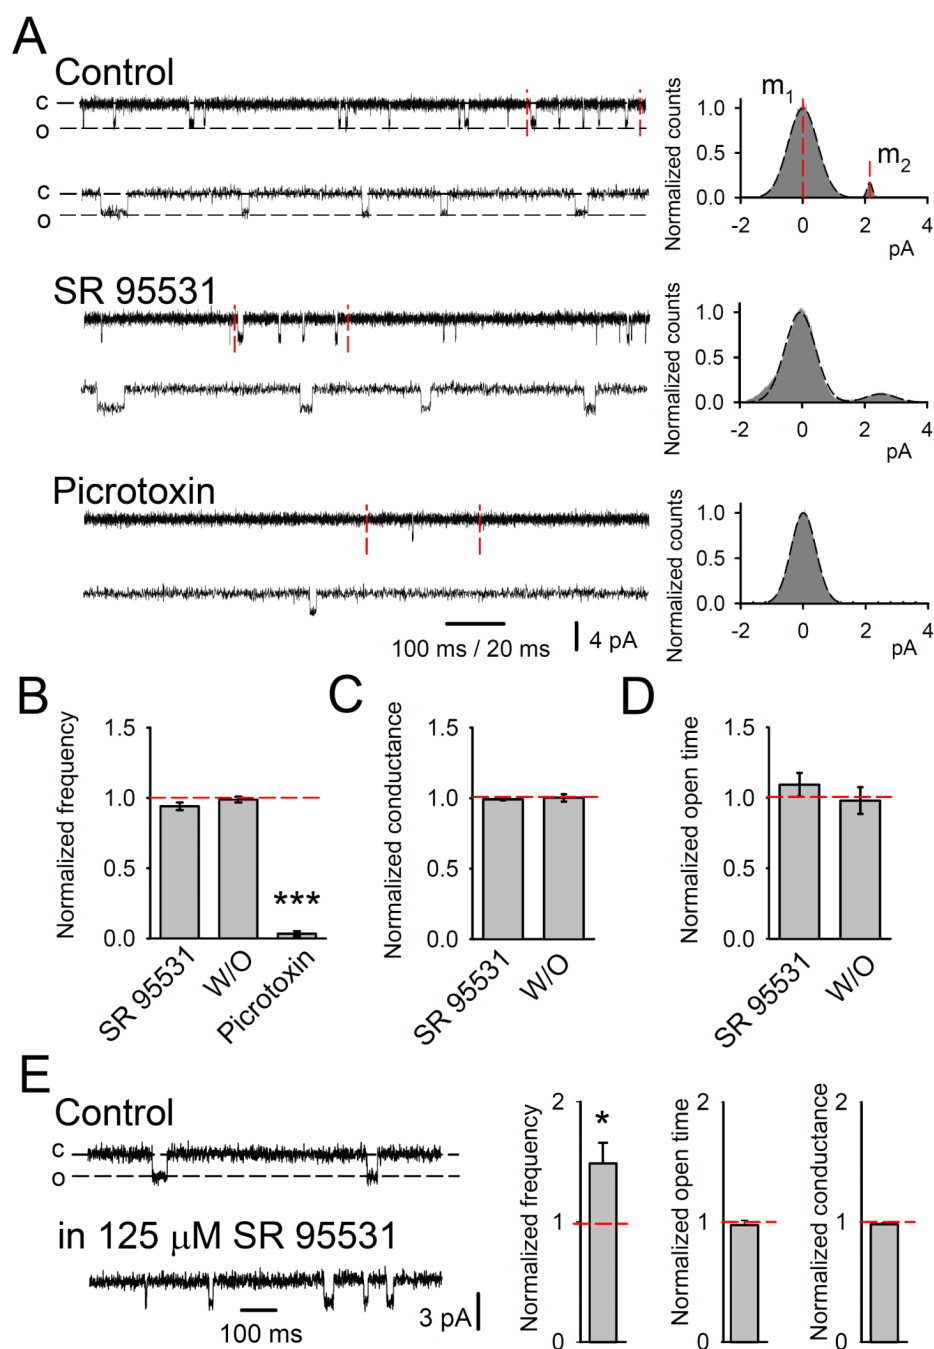 A
Control
c
o
c
o
Normalized counts
1.0
0.5
0.0
m1
m2
-2 0 2 4
pA
SR 95531
Normalized counts
1.0
0.5
0.0
-2 0 2 4
pA
Picrotoxin
Normalized counts
1.0
0.5
0.0
-2 0 2 4
pA
100 ms / 20 ms
4 pA
B
Normalized frequency
1.5
1.0
0.5
0.0
***
SR 95531
W/O
Picrotoxin
C
Normalized conductance
1.5
1.0
0.5
0.0
SR 95531
W/O
D
Normalized open time
1.5
1.0
0.5
0.0
SR 95531
W/O
E
Control
c
o
in 125 μM SR 95531
100 ms
3 pA
Normalized frequency
2
1
0
*
Normalized open time
2
1
0
Normalized conductance
2
1
0